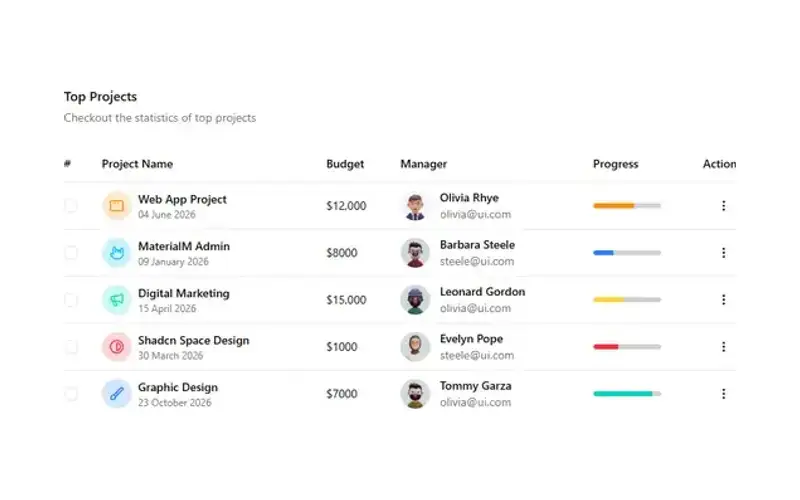 Top Projects
Checkout the statistics of top projects
# Project Name Budget Manager Progress Action
Web App Project $12,000 Olivia Rhye
04 June 2026 olivia@ui.com
MaterialM Admin $8000 Barbara Steele
09 January 2026 steele@ui.com
Digital Marketing $15,000 Leonard Gordon
15 April 2026 olivia@ui.com
Shadcn Space Design $1000 Evelyn Pope
30 March 2026 steele@ui.com
Graphic Design $7000 Tommy Garza
23 October 2026 olivia@ui.com